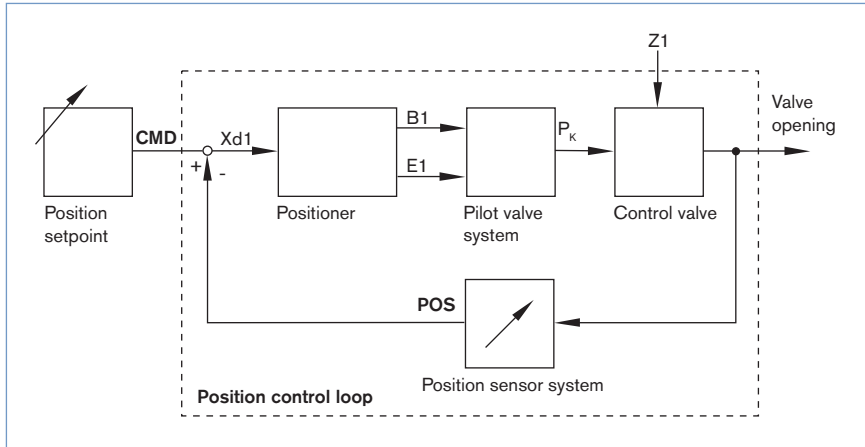 Z1
Valve
opening
CMD
Xd1
B1
E1
P_K
+
-
Position
setpoint
Positioner
Pilot valve
system
Control valve
POS
Position sensor system
Position control loop